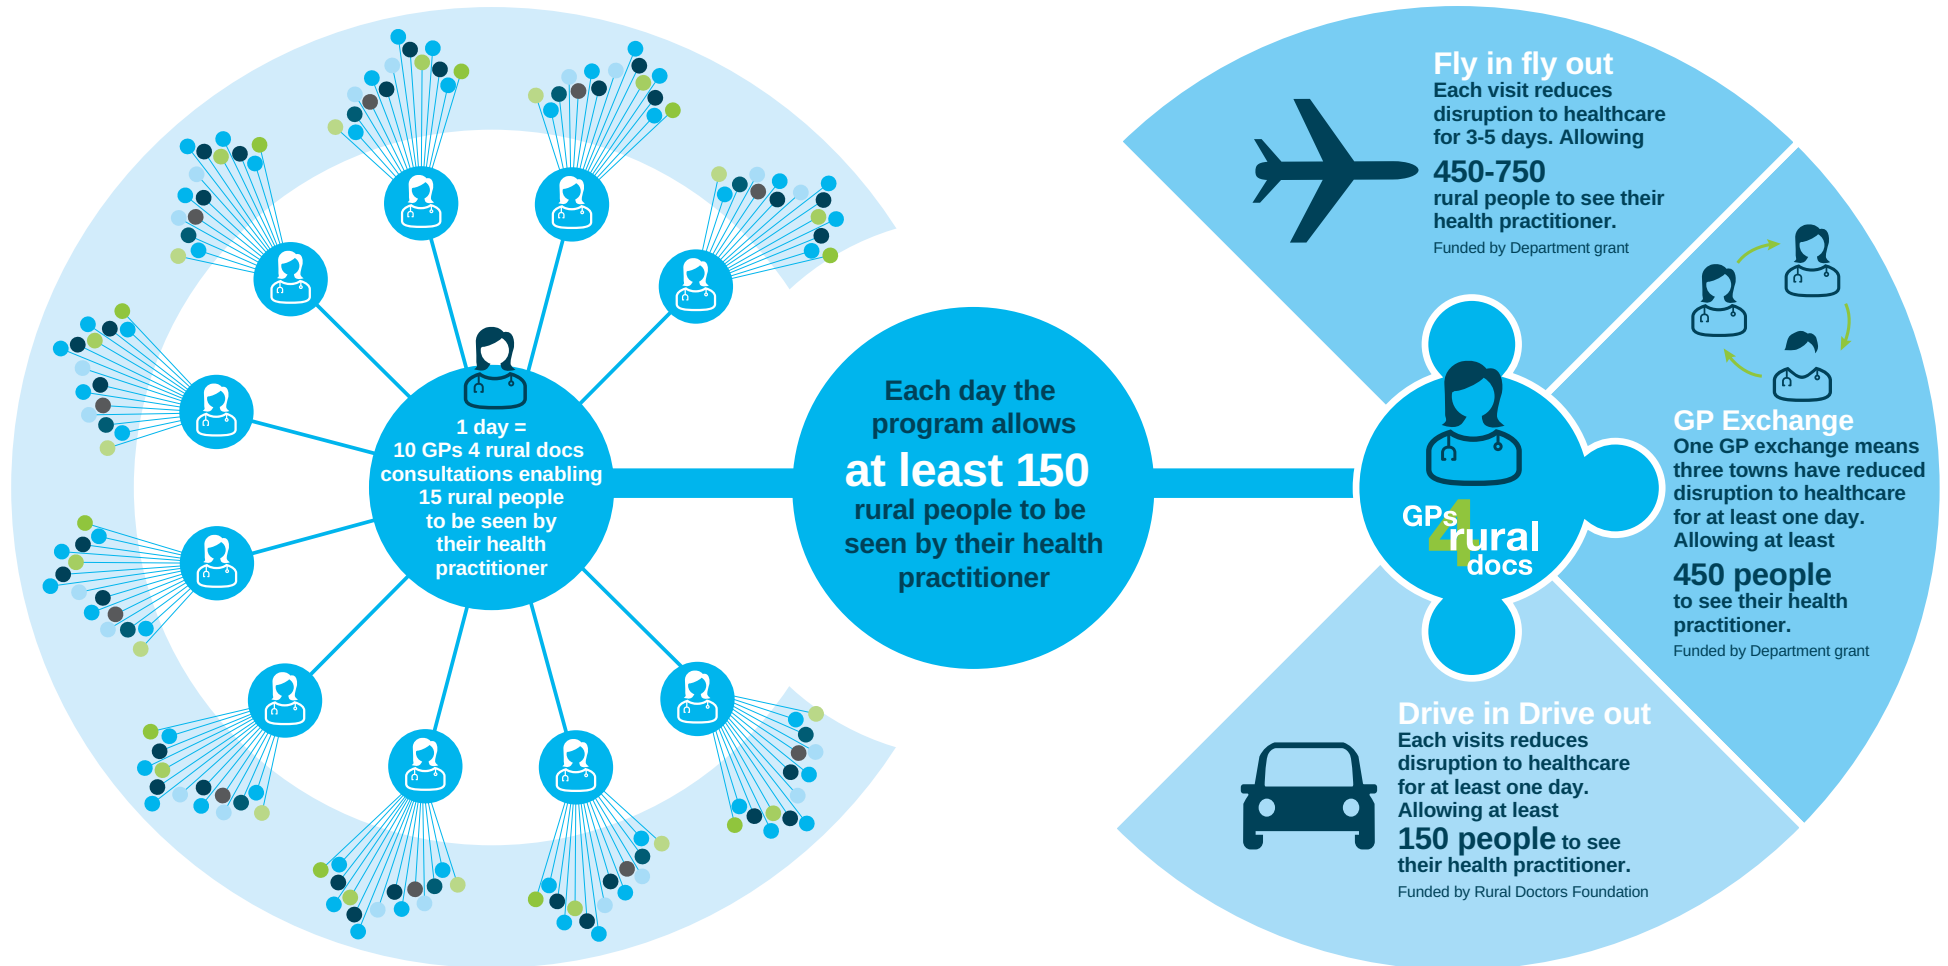 1 day =
10 GPs 4 rural docs
consultations enabling
15 rural people
to be seen by
their health
practitioner
Each day the
program allows
at least 150
rural people to be
seen by their health
practitioner
GPs
4
rural
docs
Fly in fly out
Each visit reduces
disruption to healthcare
for 3-5 days. Allowing
450-750
rural people to see their
health practitioner.
Funded by Department grant
GP Exchange
One GP exchange means
three towns have reduced
disruption to healthcare
for at least one day.
Allowing at least
450 people
to see their health
practitioner.
Funded by Department grant
Drive in Drive out
Each visits reduces
disruption to healthcare
for at least one day.
Allowing at least
150 people to see
their health practitioner.
Funded by Rural Doctors Foundation